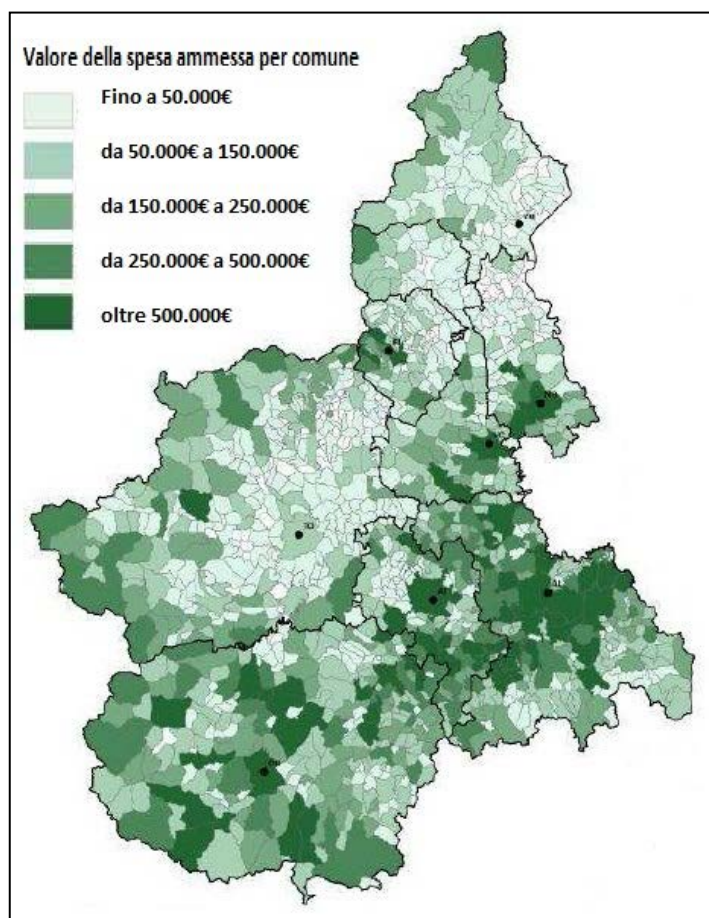 Valore della spesa ammessa per comune
Fino a 50.000€
da 50.000€ a 150.000€
da 150.000€ a 250.000€
da 250.000€ a 500.000€
oltre 500.000€